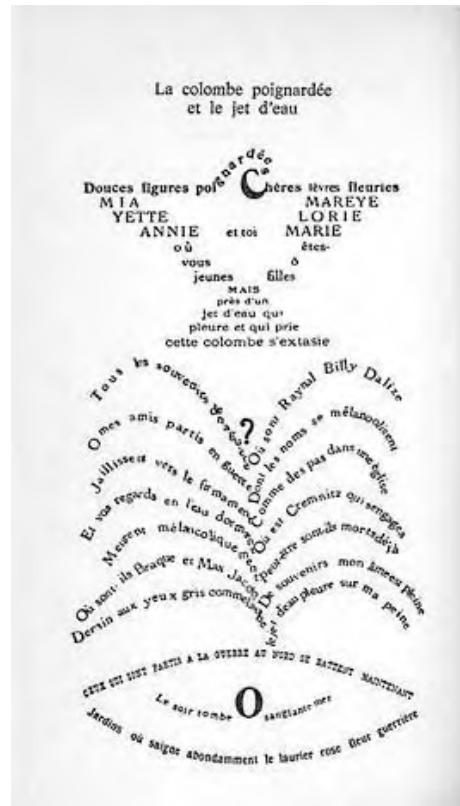 La colombe poignardée
et le jet d'eau
Douces figures poignardées Chères lèvres fleuries
MIA MAREYE
YETTE LORIE
ANNIE et toi MARIE
où êtes-
vous ô
jeunes filles
MAIS
près d'un
jet d'eau qui
pleure et qui prie
cette colombe s'extasie
Tous les souvenirs de naguère
O mes amis partis en guerre
Jaillissent vers le firmament
Et vos regards en l'eau dormant
Meurent mélancoliquement
Où sont-ils Braque et Max Jacob
Derain aux yeux gris comme l'aube
?
Où sont Raynal Billy Dalize
Dont les noms se mélancolisent
Comme des pas dans une église
Où est Cremnitz qui s'engagea
Peut-être sont-ils morts déjà
De souvenirs mon âme est pleine
Le jet d'eau pleure sur ma peine
CEUX QUI SONT PARTIS A LA GUERRE AU NORD SE BATTENT MAINTENANT
Le soir tombe O sanglante mer
Jardins où saigne abondamment le laurier rose fleur guerrière